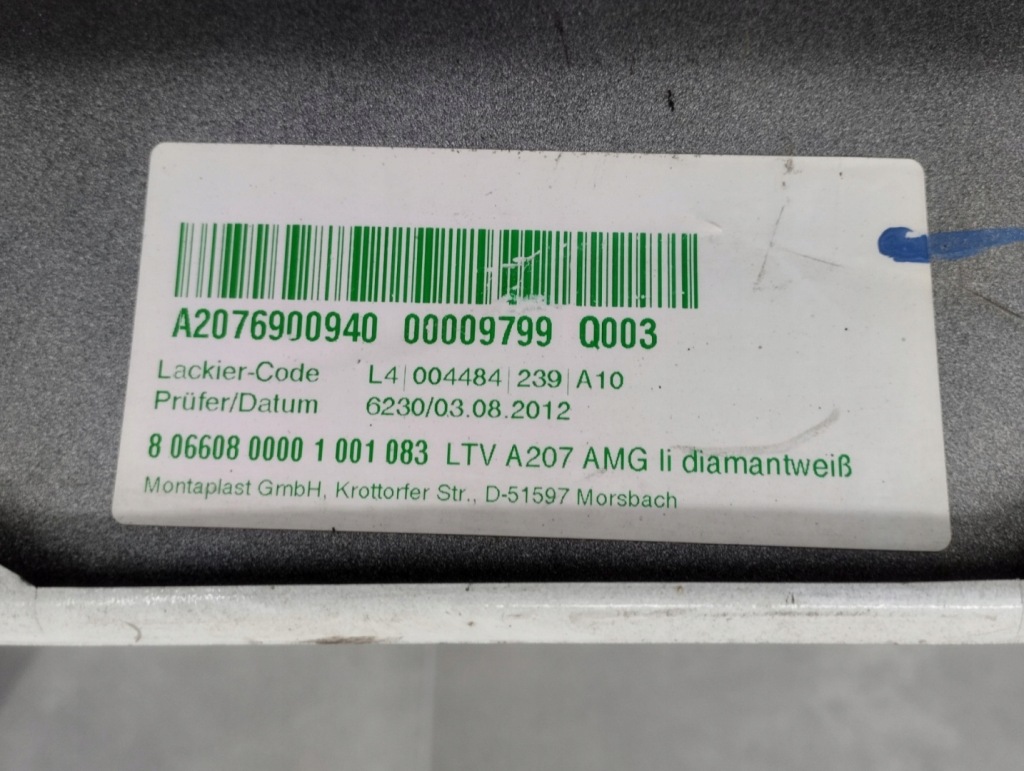 A2076900940 00009799 Q003
Lackier-Code L4|004484|239|A10
Prüfer/Datum 6230/03.08.2012
8 06608 0000 1 001 083 LTV A207 AMG li diamantweiß
Montaplast GmbH, Krottorfer Str., D-51597 Morsbach